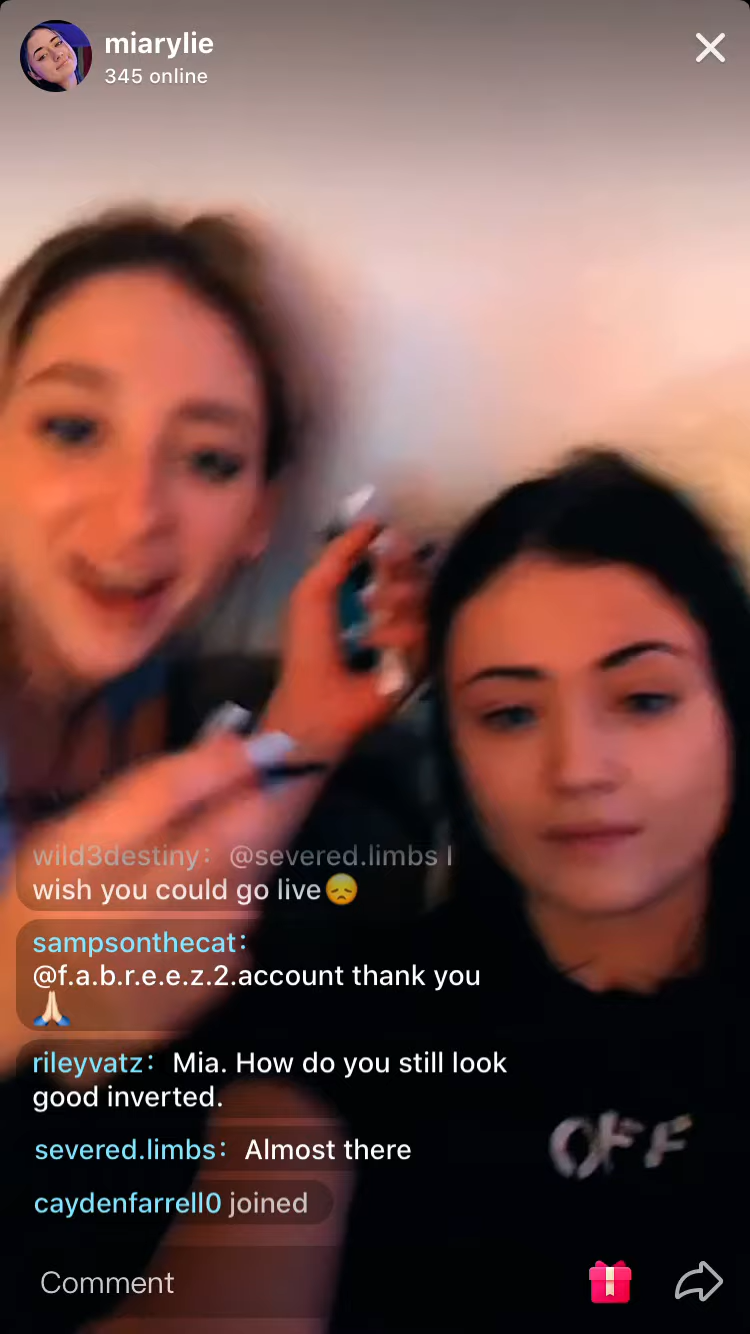 miarylie
345 online
wild3destiny: @severed.limbs I
wish you could go live😞
sampsonthecat:
@f.a.b.r.e.e.z.2.account thank you
🙏🏻
rileyvatz: Mia. How do you still look
good inverted.
severed.limbs: Almost there
caydenfarrell0 joined
OFF
Comment